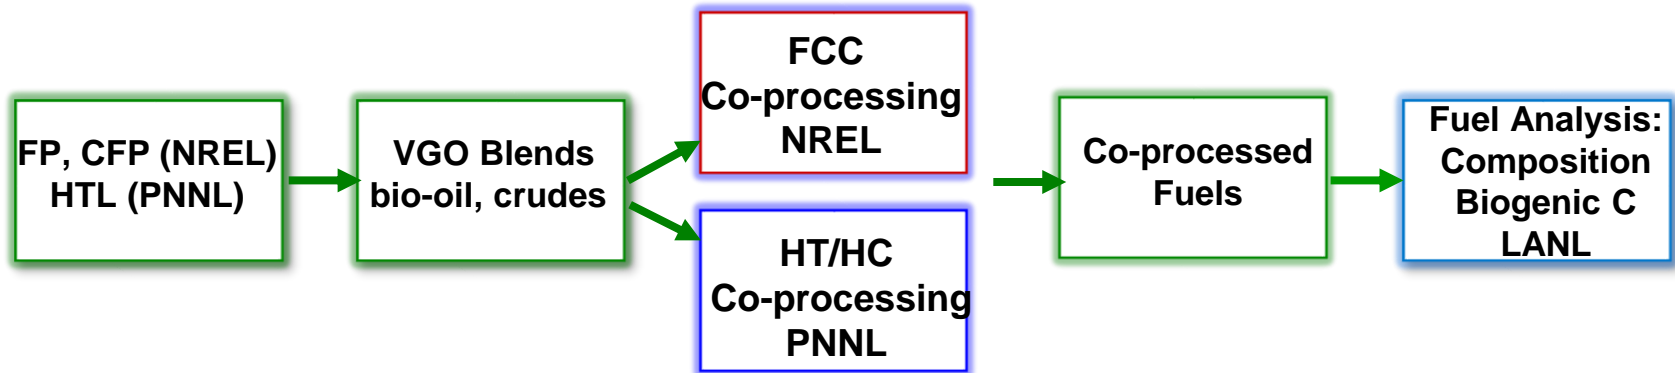 FP, CFP (NREL)
HTL (PNNL)
VGO Blends
bio-oil, crudes
FCC
Co-processing
NREL
HT/HC
Co-processing
PNNL
Co-processed
Fuels
Fuel Analysis:
Composition
Biogenic C
LANL